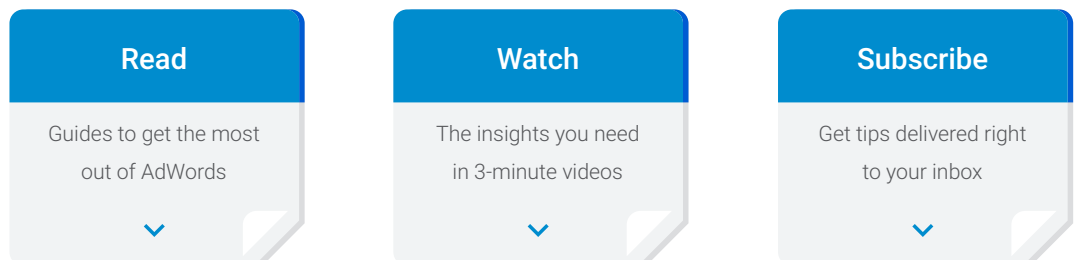 Read
Guides to get the most
out of AdWords
Watch
The insights you need
in 3-minute videos
Subscribe
Get tips delivered right
to your inbox